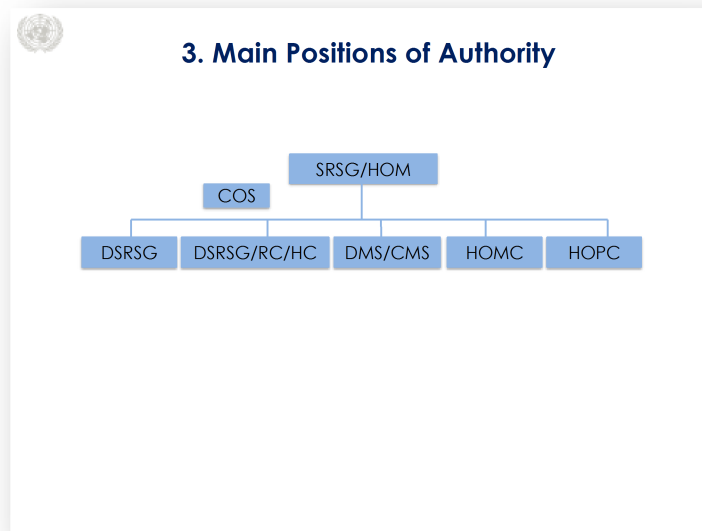 3. Main Positions of Authority
SRSG/HOM
COS
DSRSG
DSRSG/RC/HC
DMS/CMS
HOMC
HOPC